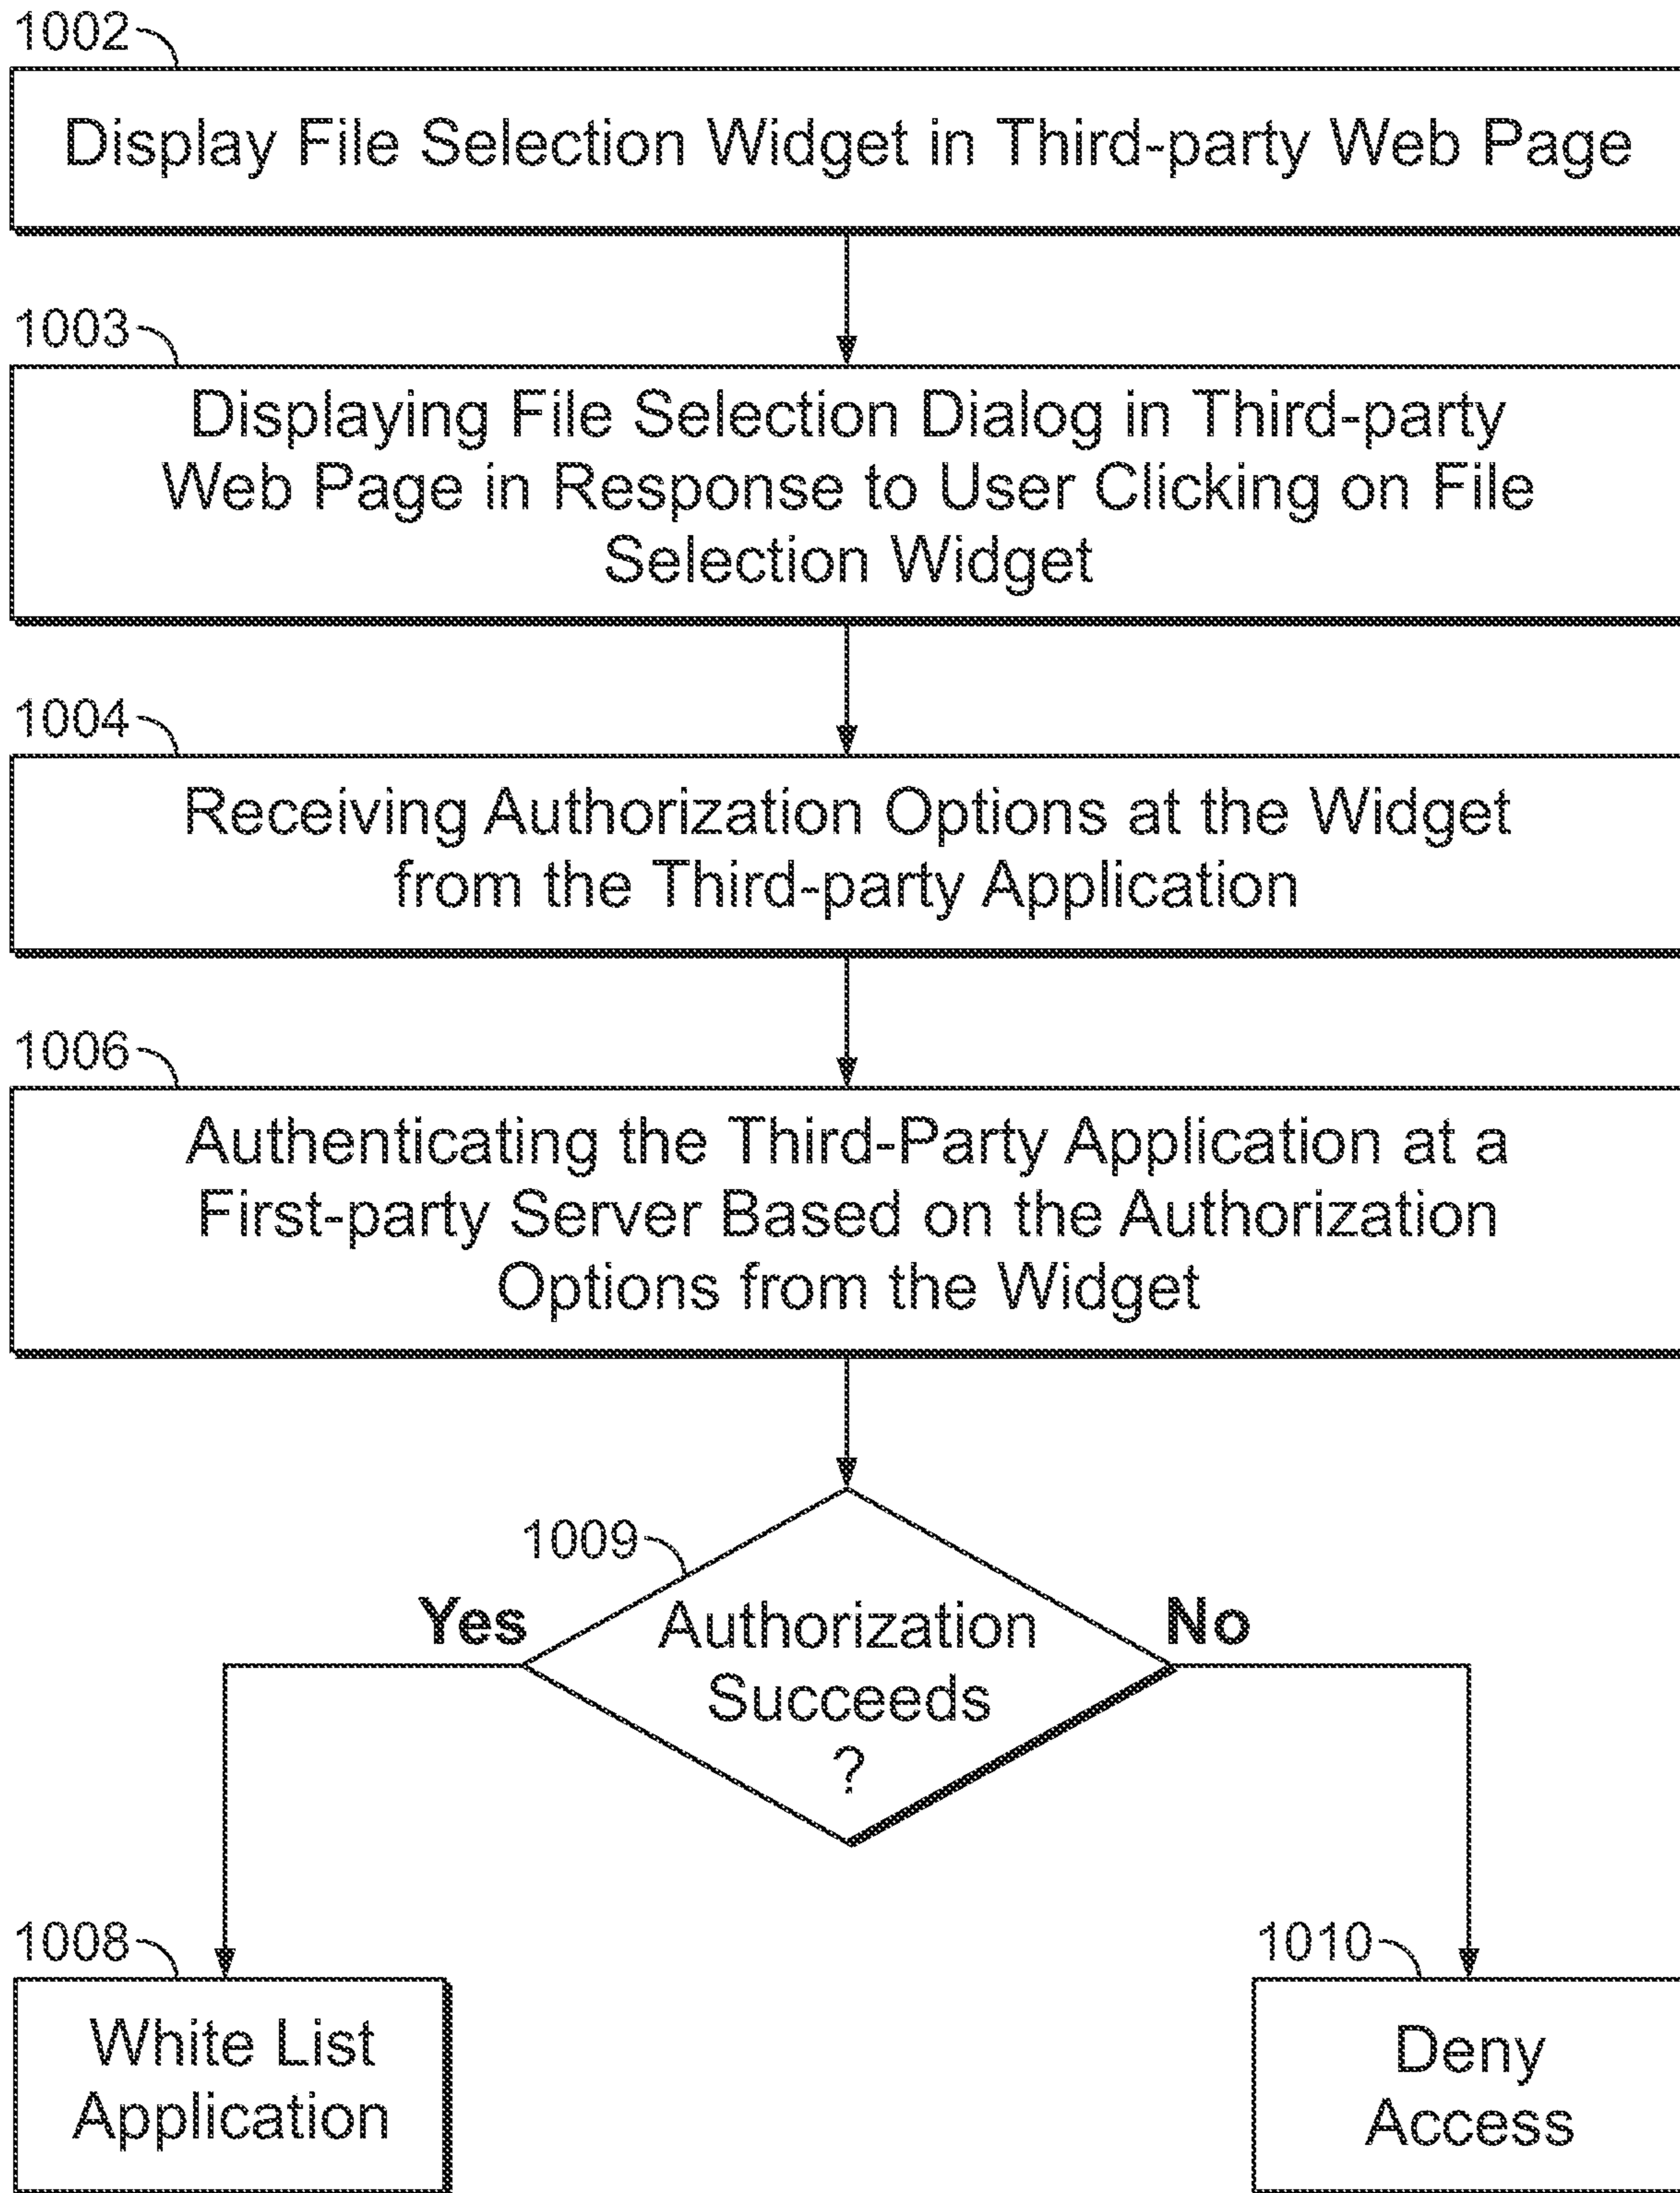 1002
Display File Selection Widget in Third-party Web Page
1003
Displaying File Selection Dialog in Third-party
Web Page in Response to User Clicking on File
Selection Widget
1004
Receiving Authorization Options at the Widget
from the Third-party Application
1006
Authenticating the Third-Party Application at a
First-party Server Based on the Authorization
Options from the Widget
1009
Yes
No
Authorization
Succeeds
?
1008
White List
Application
1010
Deny
Access